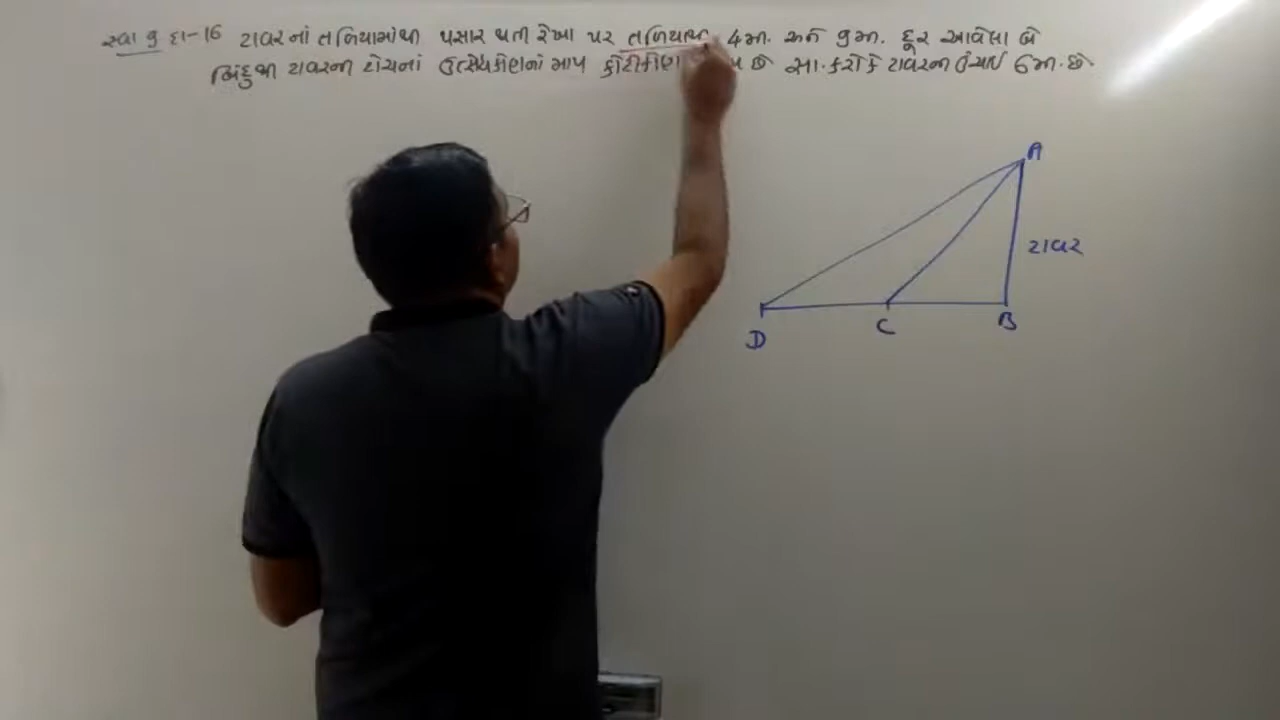 સ્વા 9 દા-16 ટાવરનાં તળિયામાંથી પસાર થતી રેખા પર તળિયાથી 4મી. અને 9મી. દૂર આવેલા બે
બિંદુથી ટાવરની ટોચનાં ઉત્સેધકોણનાં માપ કોટીકોણ છે સા.કરો કે ટાવરની ઉંચાઈ 6મી. છે
A
ટાવર
D C B